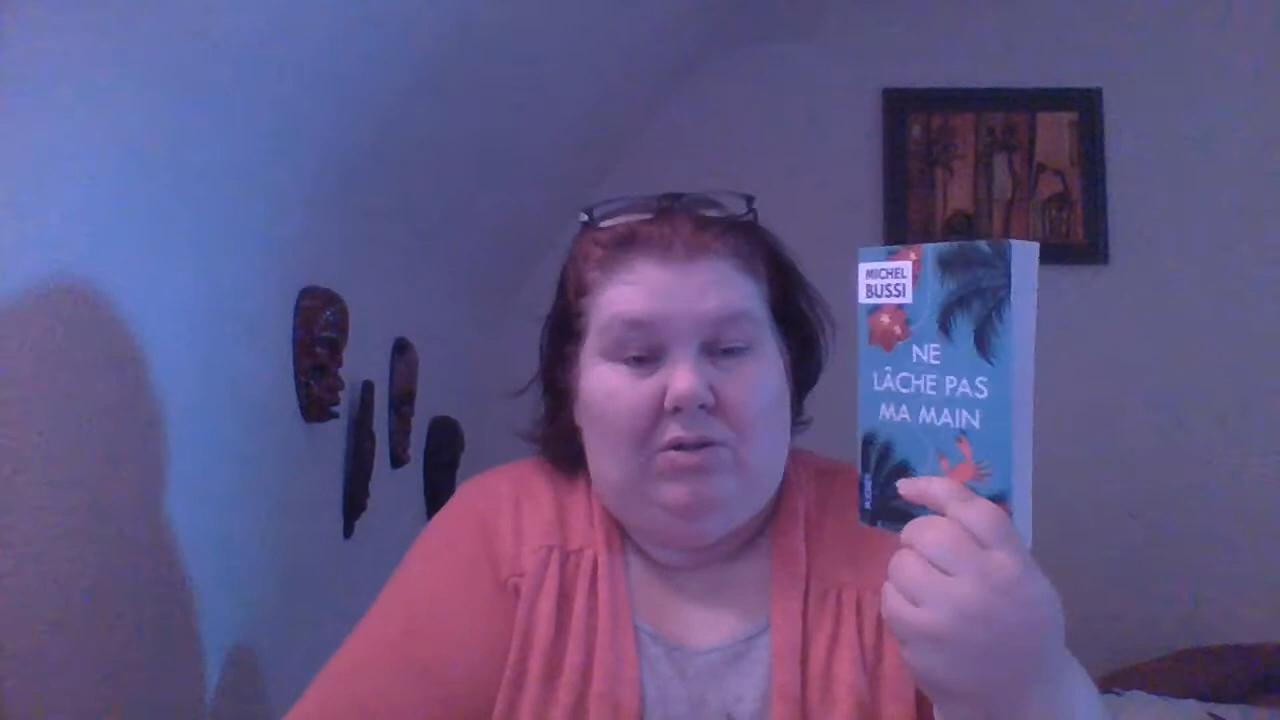 MICHEL
BUSSI
NE
LÂCHE PAS
MA MAIN